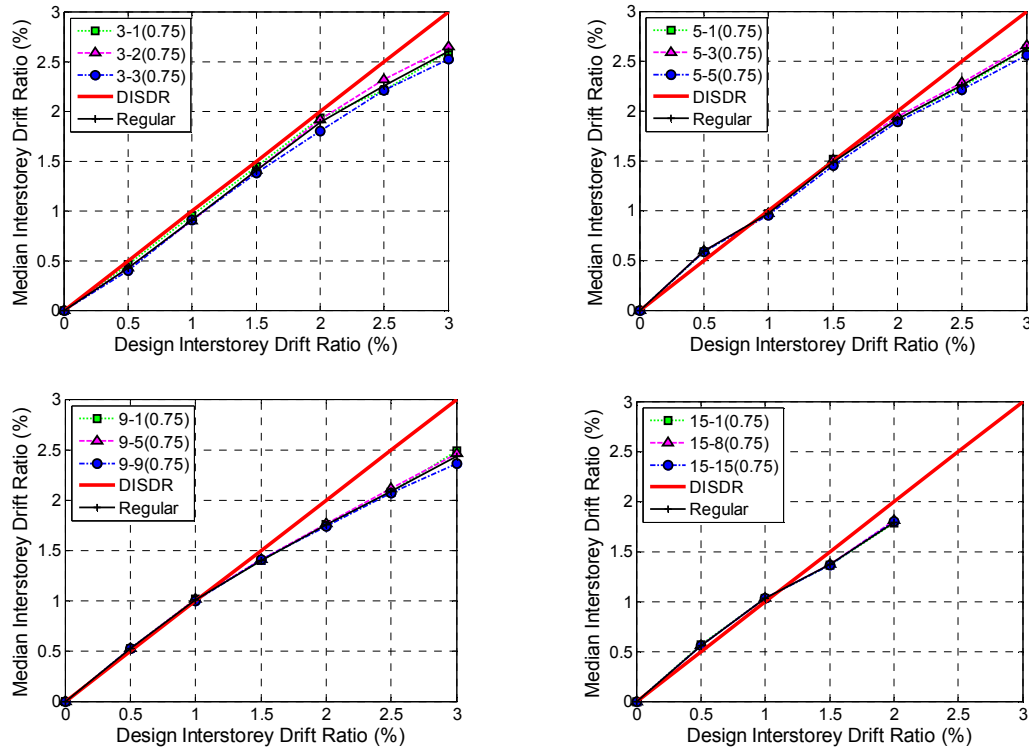 3-1(0.75)
3-2(0.75)
3-3(0.75)
DISDR
Regular
Median Interstorey Drift Ratio (%)
3
2.5
2
1.5
1
0.5
0
0 0.5 1 1.5 2 2.5 3
Design Interstorey Drift Ratio (%)
5-1(0.75)
5-3(0.75)
5-5(0.75)
DISDR
Regular
Median Interstorey Drift Ratio (%)
3
2.5
2
1.5
1
0.5
0
0 0.5 1 1.5 2 2.5 3
Design Interstorey Drift Ratio (%)
9-1(0.75)
9-5(0.75)
9-9(0.75)
DISDR
Regular
Median Interstorey Drift Ratio (%)
3
2.5
2
1.5
1
0.5
0
0 0.5 1 1.5 2 2.5 3
Design Interstorey Drift Ratio (%)
15-1(0.75)
15-8(0.75)
15-15(0.75)
DISDR
Regular
Median Interstorey Drift Ratio (%)
3
2.5
2
1.5
1
0.5
0
0 0.5 1 1.5 2 2.5 3
Design Interstorey Drift Ratio (%)